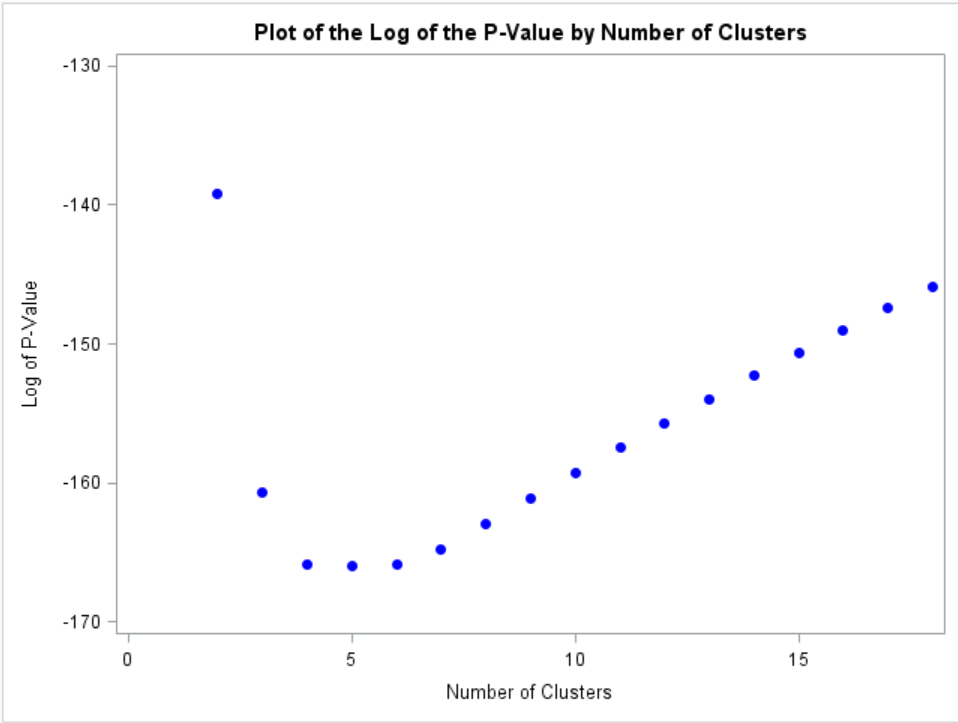 Plot of the Log of the P-Value by Number of Clusters
-130
-140
-150
-160
-170
Log of P-Value
0 5 10 15
Number of Clusters